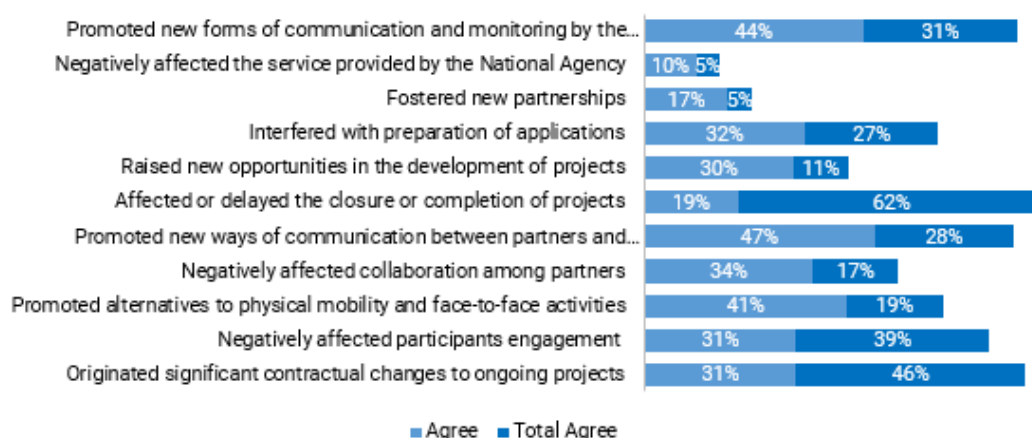 Promoted new forms of communication and monitoring by the... 44% 31%
Negatively affected the service provided by the National Agency 10% 5%
Fostered new partnerships 17% 5%
Interfered with preparation of applications 32% 27%
Raised new opportunities in the development of projects 30% 11%
Affected or delayed the closure or completion of projects 19% 62%
Promoted new ways of communication between partners and... 47% 28%
Negatively affected collaboration among partners 34% 17%
Promoted alternatives to physical mobility and face-to-face activities 41% 19%
Negatively affected participants engagement 31% 39%
Originated significant contractual changes to ongoing projects 31% 46%
Agree Total Agree